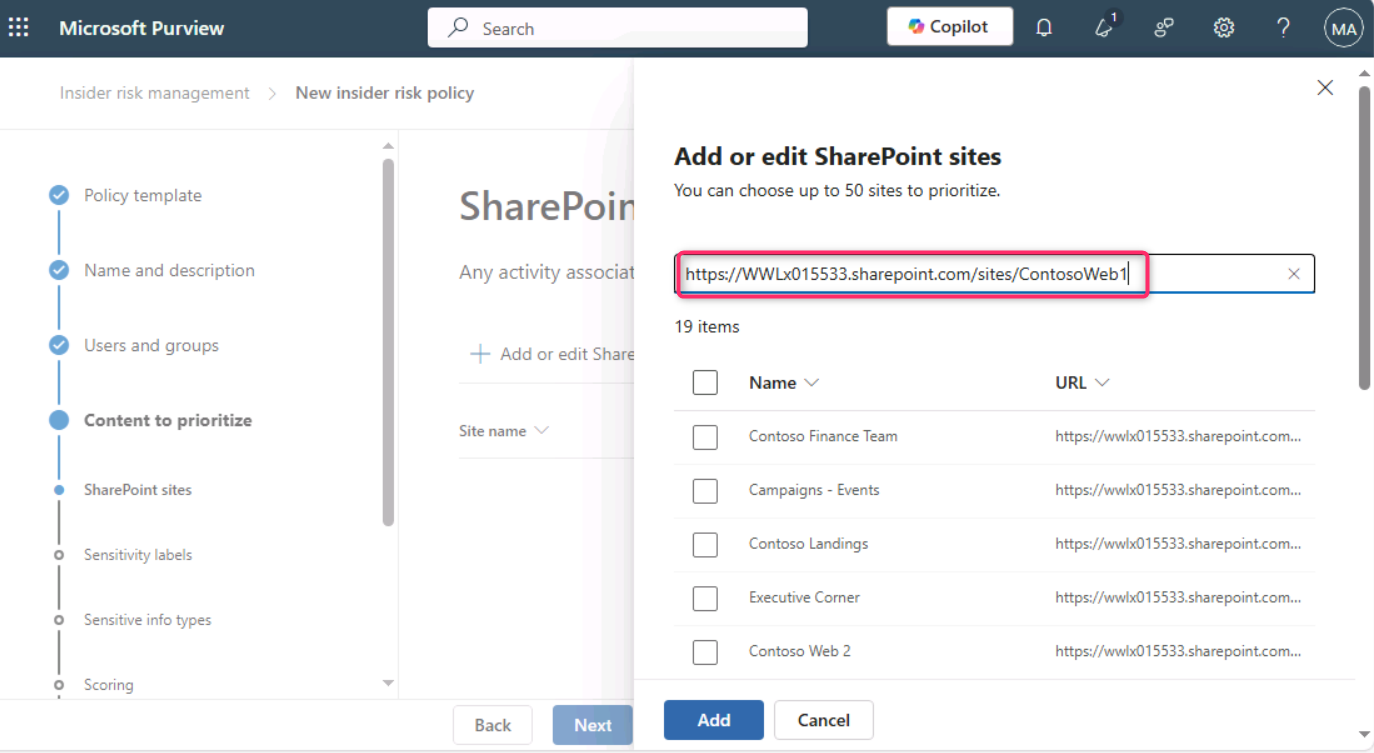 Microsoft Purview
Search
Copilot
1
MA
Insider risk management > New insider risk policy
Policy template
Name and description
Users and groups
Content to prioritize
SharePoint sites
Sensitivity labels
Sensitive info types
Scoring
SharePoin
Any activity associat
Add or edit Share
Site name
Back
Next
Add or edit SharePoint sites
You can choose up to 50 sites to prioritize.
https://WWLx015533.sharepoint.com/sites/ContosoWeb1
19 items
Name URL
Contoso Finance Team https://wwlx015533.sharepoint.com...
Campaigns - Events https://wwlx015533.sharepoint.com...
Contoso Landings https://wwlx015533.sharepoint.com...
Executive Corner https://wwlx015533.sharepoint.com...
Contoso Web 2 https://wwlx015533.sharepoint.com...
Add
Cancel